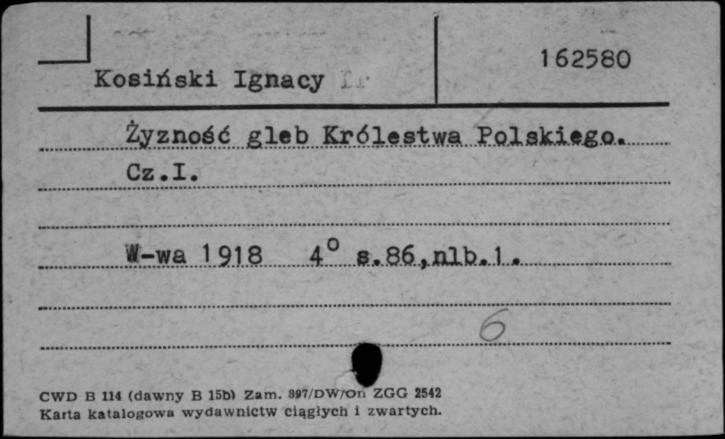 162580
Kosiński Ignacy
Żyzność gleb Królestwa Polskiego.
Cz.I.
W-wa 1918 4° s.86,nlb.1.
6
CWD B 114 (dawny B 15b) Zam. 897/DW/On ZGG 2542
Karta katalogowa wydawnictw ciągłych i zwartych.